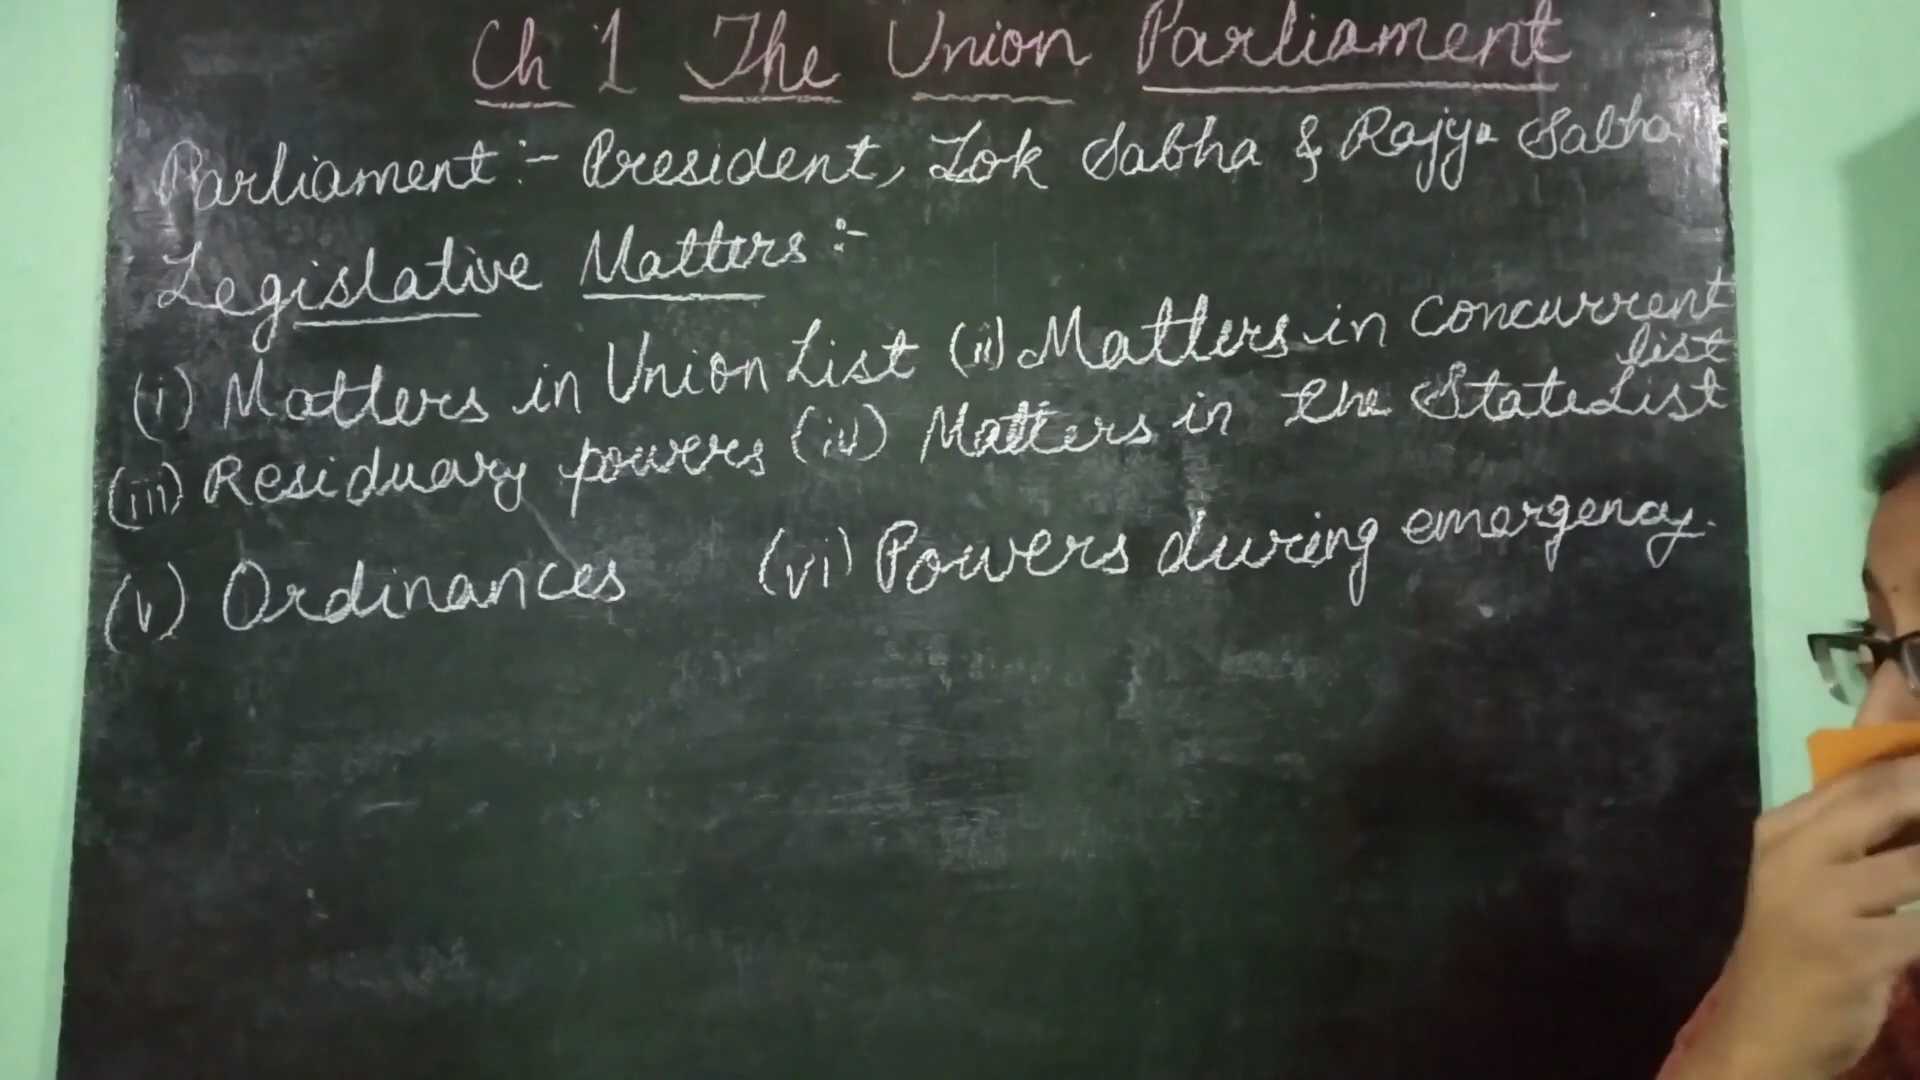 Ch 1 The Union Parliament
Parliament :- President, Lok Sabha & Rajya Sabha
Legislative Matters :-
(i) Matters in Union List (ii) Matters in concurrent list
(iii) Residuary powers (iv) Matters in the State List
(v) Ordinances (vi) Powers during emergency.